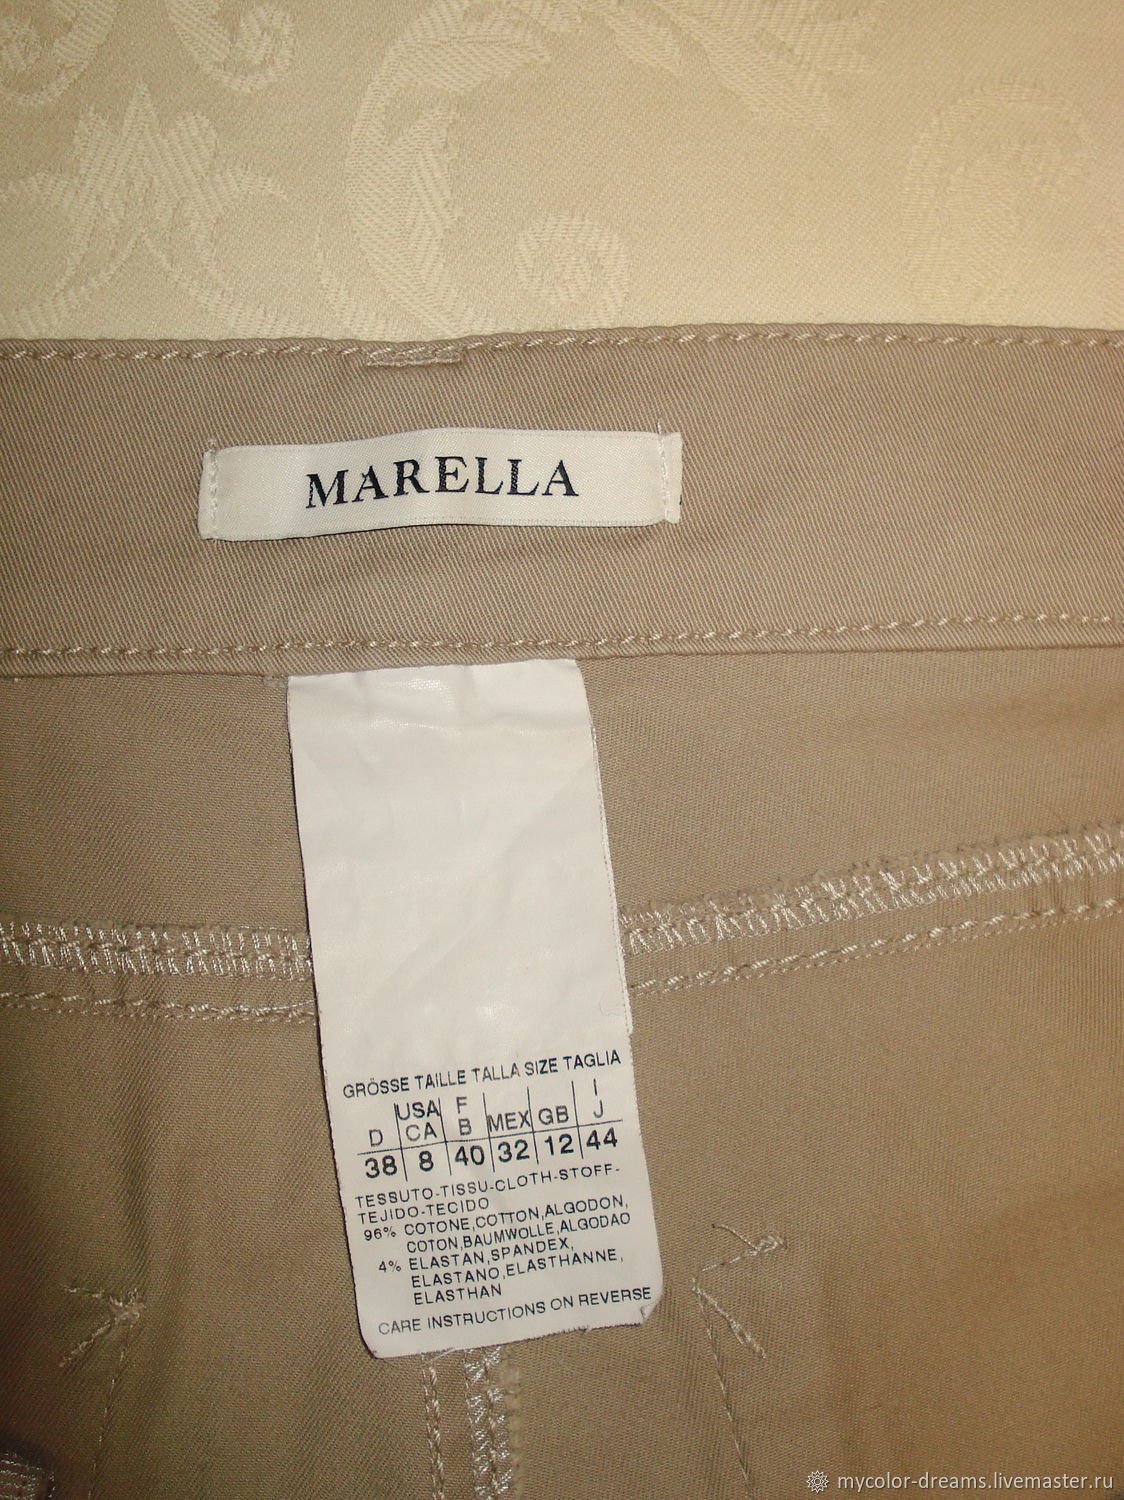 MARELLA
GRÖSSE TAILLE TALLA SIZE TAGLIA
D USA CA F B MEX GB I J
38 8 40 32 12 44
TESSUTO-TISSU-CLOTH-STOFF-
TEJIDO-TECIDO
96% COTONE,COTTON,ALGODON,
COTON,BAUMWOLLE,ALGODAO
4% ELASTAN,SPANDEX,
ELASTANO,ELASTHANNE,
ELASTHAN
CARE INSTRUCTIONS ON REVERSE
mycolor-dreams.livemaster.ru